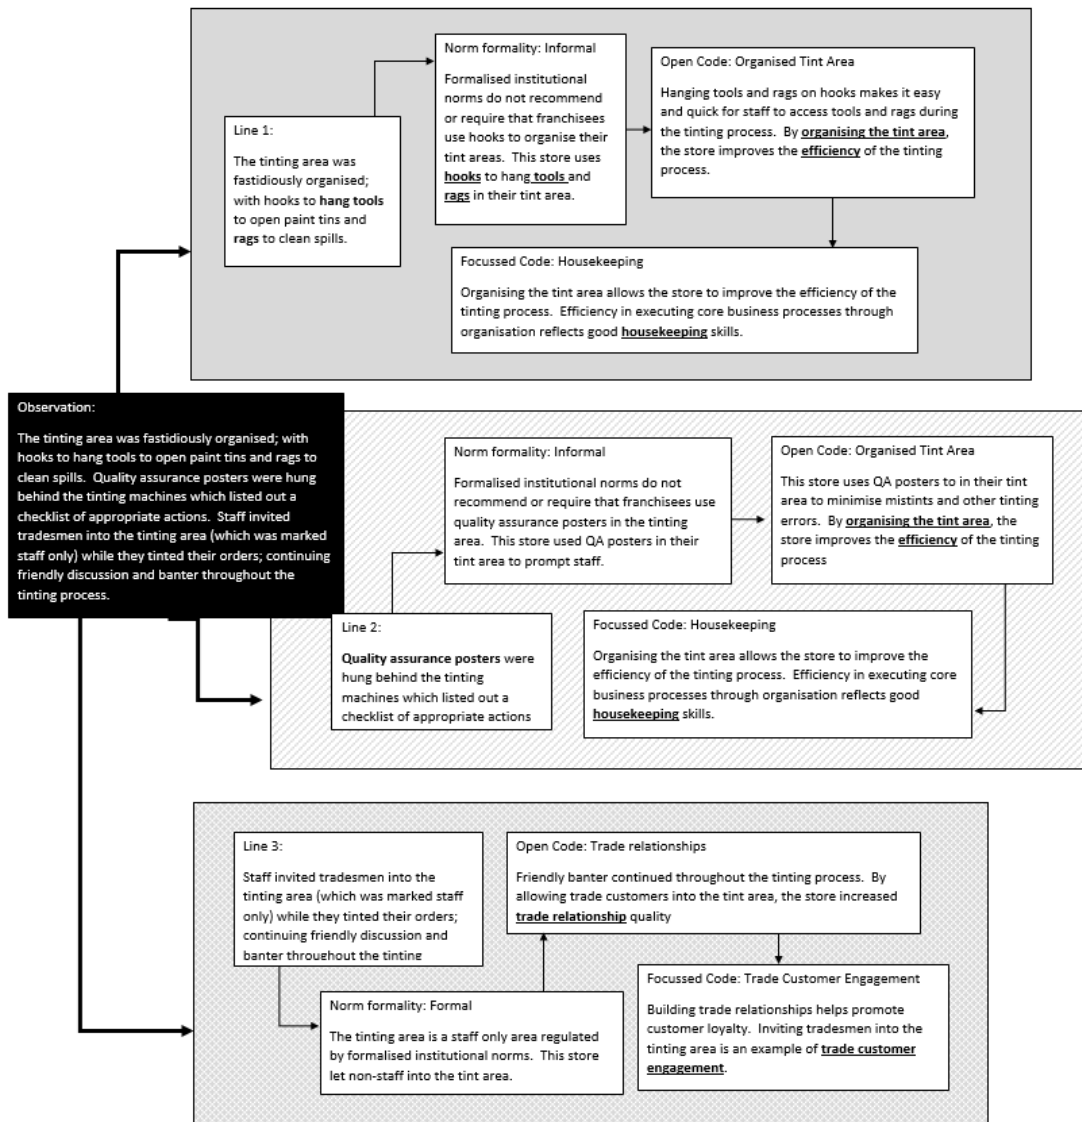 Norm formality: Informal
Formalised institutional
norms do not recommend
or require that franchisees
use hooks to organise their
tint areas. This store uses
hooks to hang tools and
rags in their tint area.
Open Code: Organised Tint Area
Hanging tools and rags on hooks makes it easy
and quick for staff to access tools and rags during
the tinting process. By organising the tint area,
the store improves the efficiency of the tinting
process.
Line 1:
The tinting area was
fastidiously organised;
with hooks to hang tools
to open paint tins and
rags to clean spills.
Focussed Code: Housekeeping
Organising the tint area allows the store to improve the efficiency of the
tinting process. Efficiency in executing core business processes through
organisation reflects good housekeeping skills.
Observation:
The tinting area was fastidiously organised; with
hooks to hang tools to open paint tins and rags to
clean spills. Quality assurance posters were hung
behind the tinting machines which listed out a
checklist of appropriate actions. Staff invited
tradesmen into the tinting area (which was marked
staff only) while they tinted their orders; continuing
friendly discussion and banter throughout the
tinting process.
Norm formality: Informal
Formalised institutional norms do not
recommend or require that franchisees use
quality assurance posters in the tinting
area. This store used QA posters in their
tint area to prompt staff.
Open Code: Organised Tint Area
This store uses QA posters to in their tint
area to minimise mistints and other tinting
errors. By organising the tint area, the
store improves the efficiency of the tinting
process
Line 2:
Quality assurance posters were
hung behind the tinting
machines which listed out a
checklist of appropriate actions
Focussed Code: Housekeeping
Organising the tint area allows the store to improve the
efficiency of the tinting process. Efficiency in executing core
business processes through organisation reflects good
housekeeping skills.
Line 3:
Staff invited tradesmen into the
tinting area (which was marked staff
only) while they tinted their orders;
continuing friendly discussion and
banter throughout the tinting
Open Code: Trade relationships
Friendly banter continued throughout the tinting process. By
allowing trade customers into the tint area, the store increased
trade relationship quality
Norm formality: Formal
The tinting area is a staff only area regulated
by formalised institutional norms. This store
let non-staff into the tint area.
Focussed Code: Trade Customer Engagement
Building trade relationships helps promote
customer loyalty. Inviting tradesmen into the
tinting area is an example of trade customer
engagement.